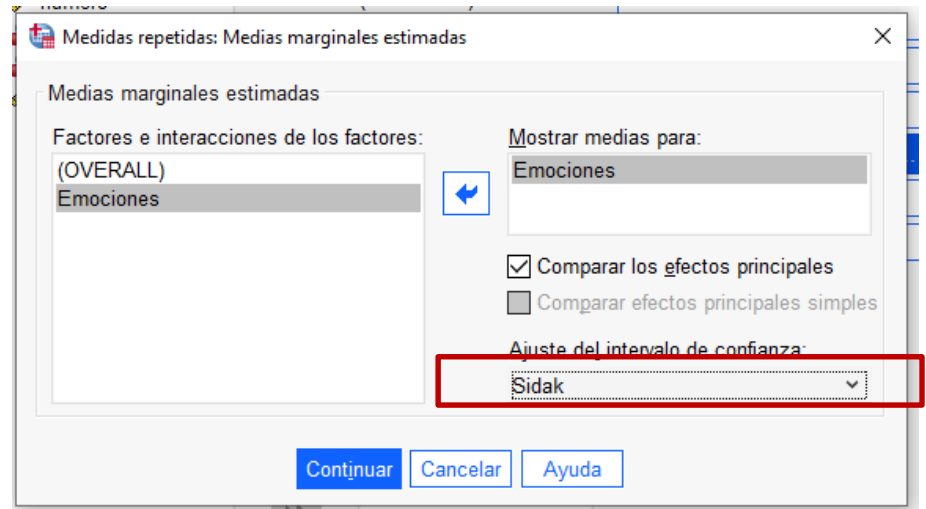 numero
Medidas repetidas: Medias marginales estimadas
Medias marginales estimadas
Factores e interacciones de los factores:
(OVERALL)
Emociones
Mostrar medias para:
Emociones
Comparar los efectos principales
Comparar efectos principales simples
Ajuste del intervalo de confianza:
Sidak
Continuar
Cancelar
Ayuda